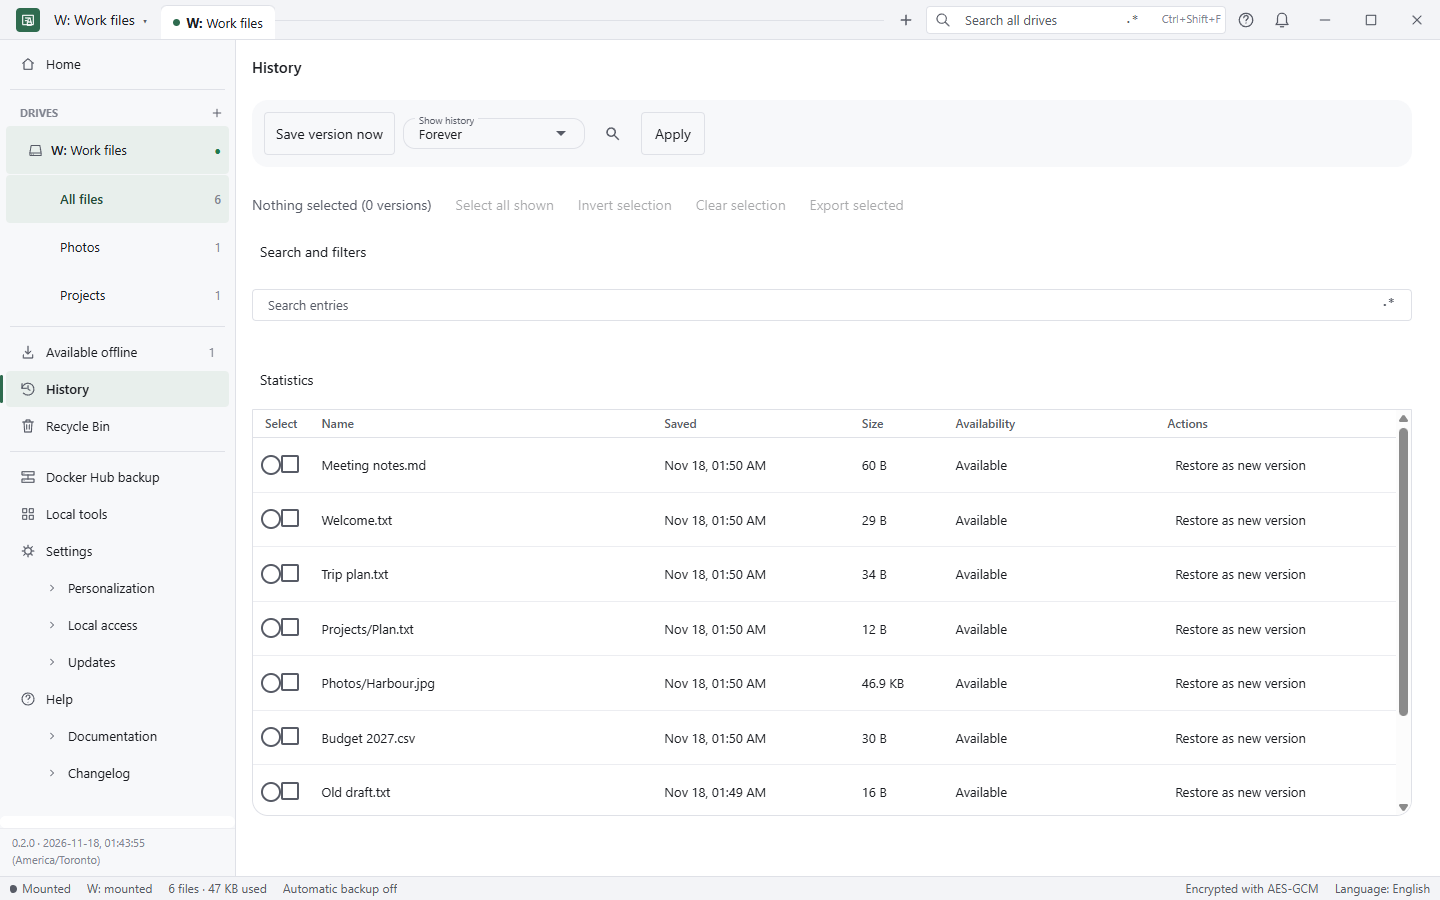 W: Work files
W: Work files
Search all drives
.*
Ctrl+Shift+F
Home
DRIVES
W: Work files
All files 6
Photos 1
Projects 1
Available offline 1
History
Recycle Bin
Docker Hub backup
Local tools
Settings
Personalization
Local access
Updates
Help
Documentation
Changelog
0.2.0 · 2026-11-18, 01:43:55
(America/Toronto)
History
Save version now
Show history
Forever
Apply
Nothing selected (0 versions) Select all shown Invert selection Clear selection Export selected
Search and filters
Search entries .*
Statistics
Select Name Saved Size Availability Actions
Meeting notes.md Nov 18, 01:50 AM 60 B Available Restore as new version
Welcome.txt Nov 18, 01:50 AM 29 B Available Restore as new version
Trip plan.txt Nov 18, 01:50 AM 34 B Available Restore as new version
Projects/Plan.txt Nov 18, 01:50 AM 12 B Available Restore as new version
Photos/Harbour.jpg Nov 18, 01:50 AM 46.9 KB Available Restore as new version
Budget 2027.csv Nov 18, 01:50 AM 30 B Available Restore as new version
Old draft.txt Nov 18, 01:49 AM 16 B Available Restore as new version
Mounted W: mounted 6 files · 47 KB used Automatic backup off Encrypted with AES-GCM Language: English